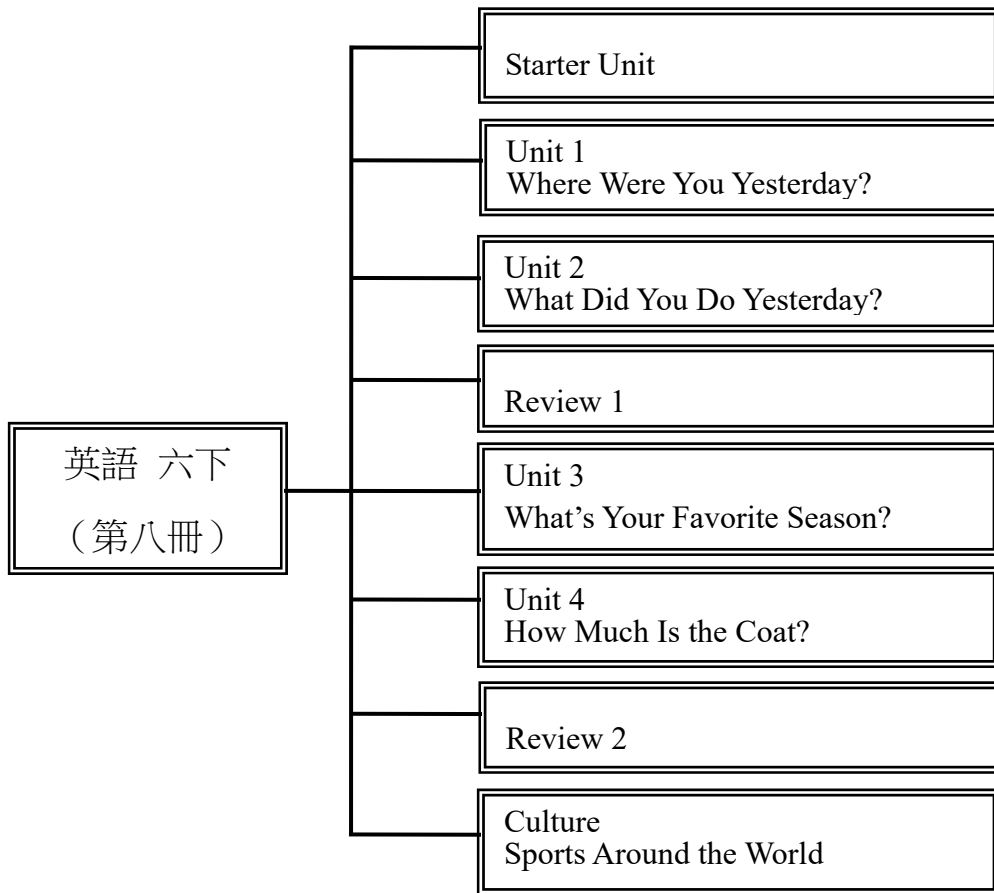 英語 六下
（第八冊）
Starter Unit
Unit 1
Where Were You Yesterday?
Unit 2
What Did You Do Yesterday?
Review 1
Unit 3
What’s Your Favorite Season?
Unit 4
How Much Is the Coat?
Review 2
Culture
Sports Around the World